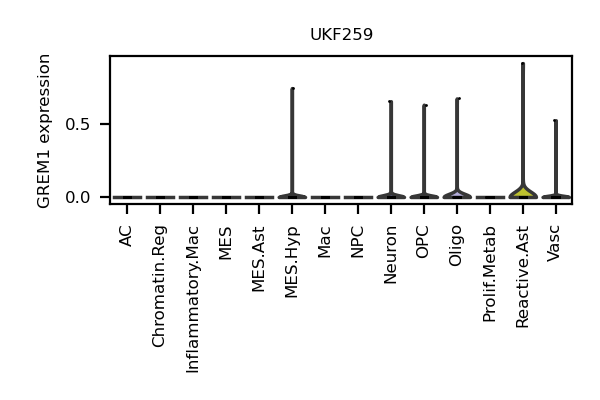 UKF259
GREM1 expression
0.5
0.0
AC
Chromatin.Reg
Inflammatory.Mac
MES
MES.Ast
MES.Hyp
Mac
NPC
Neuron
OPC
Oligo
Prolif.Metab
Reactive.Ast
Vasc